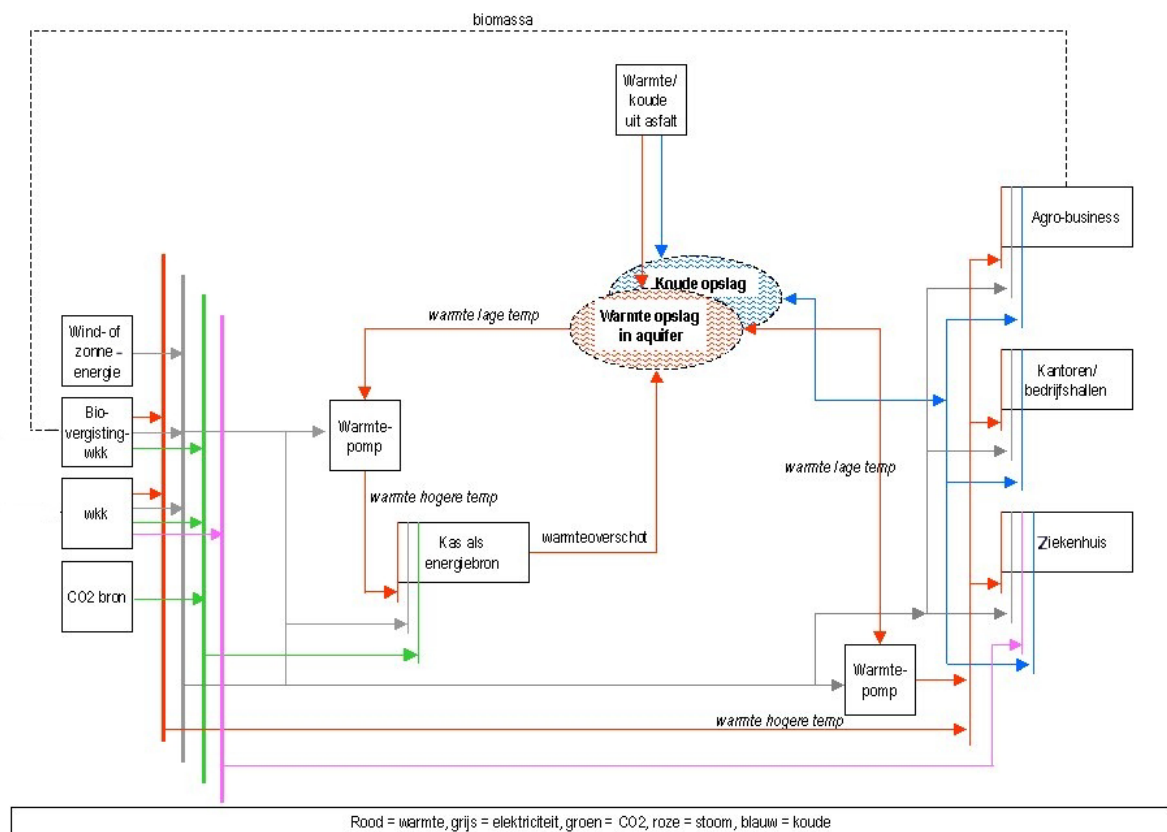 biomassa
Warmte/
koude
uit asfalt
Agro-business
Koude opslag
Warmte opslag
in aquifer
warmte lage temp
Wind- of
zonne-
energie
Kantoren/
bedrijfshallen
Bio-
vergisting-
wkk
Warmte-
pomp
warmte lage temp
warmte hogere temp
wkk
Kas als
energiebron
warmteoverschot
Ziekenhuis
CO2 bron
Warmte-
pomp
warmte hogere temp
Rood = warmte, grijs = elektriciteit, groen = CO2, roze = stoom, blauw = koude